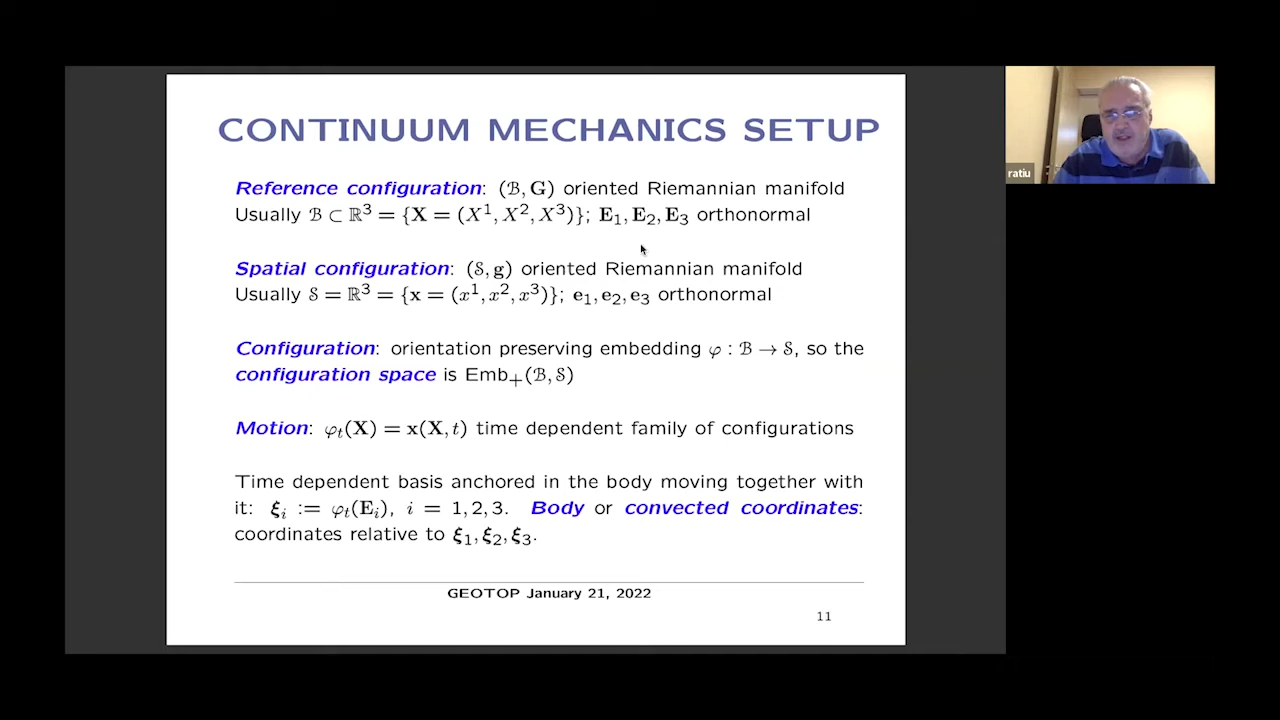 CONTINUUM MECHANICS SETUP
Reference configuration: (ℬ, G) oriented Riemannian manifold
Usually ℬ ⊂ ℝ³ = {X = (X¹, X², X³)}; E₁, E₂, E₃ orthonormal
Spatial configuration: (𝒮, g) oriented Riemannian manifold
Usually 𝒮 = ℝ³ = {x = (x¹, x², x³)}; e₁, e₂, e₃ orthonormal
Configuration: orientation preserving embedding φ : ℬ → 𝒮, so the
configuration space is Emb₊(ℬ, 𝒮)
Motion: φₜ(X) = x(X, t) time dependent family of configurations
Time dependent basis anchored in the body moving together with
it: ξᵢ := φₜ(Eᵢ), i = 1, 2, 3. Body or convected coordinates:
coordinates relative to ξ₁, ξ₂, ξ₃.
GEOTOP January 21, 2022
11
ratiu